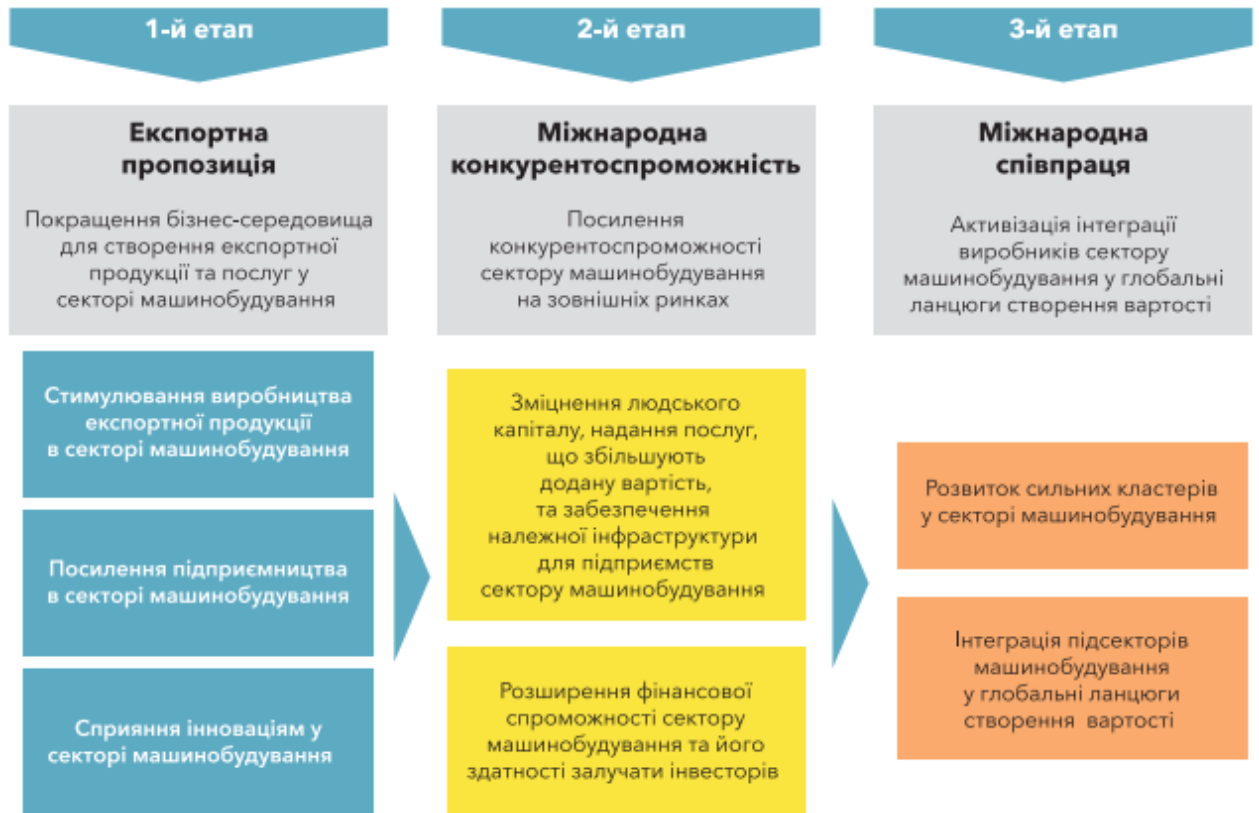 1-й етап
Експортна
пропозиція
Покращення бізнес-середовища
для створення експортної
продукції та послуг у
секторі машинобудування
Стимулювання виробництва
експортної продукції
в секторі машинобудування
Посилення підприємництва
в секторі машинобудування
Сприяння інноваціям у
секторі машинобудування
2-й етап
Міжнародна
конкурентоспроможність
Посилення
конкурентоспроможності
сектору машинобудування
на зовнішніх ринках
Зміцнення людського
капіталу, надання послуг,
що збільшують
додану вартість,
та забезпечення
належної інфраструктури
для підприємств
сектору машинобудування
Розширення фінансової
спроможності сектору
машинобудування та його
здатності залучати інвесторів
3-й етап
Міжнародна
співпраця
Активізація інтеграції
виробників сектору
машинобудування у глобальні
ланцюги створення вартості
Розвиток сильних кластерів
у секторі машинобудування
Інтеграція підсекторів
машинобудування
у глобальні ланцюги
створення вартості